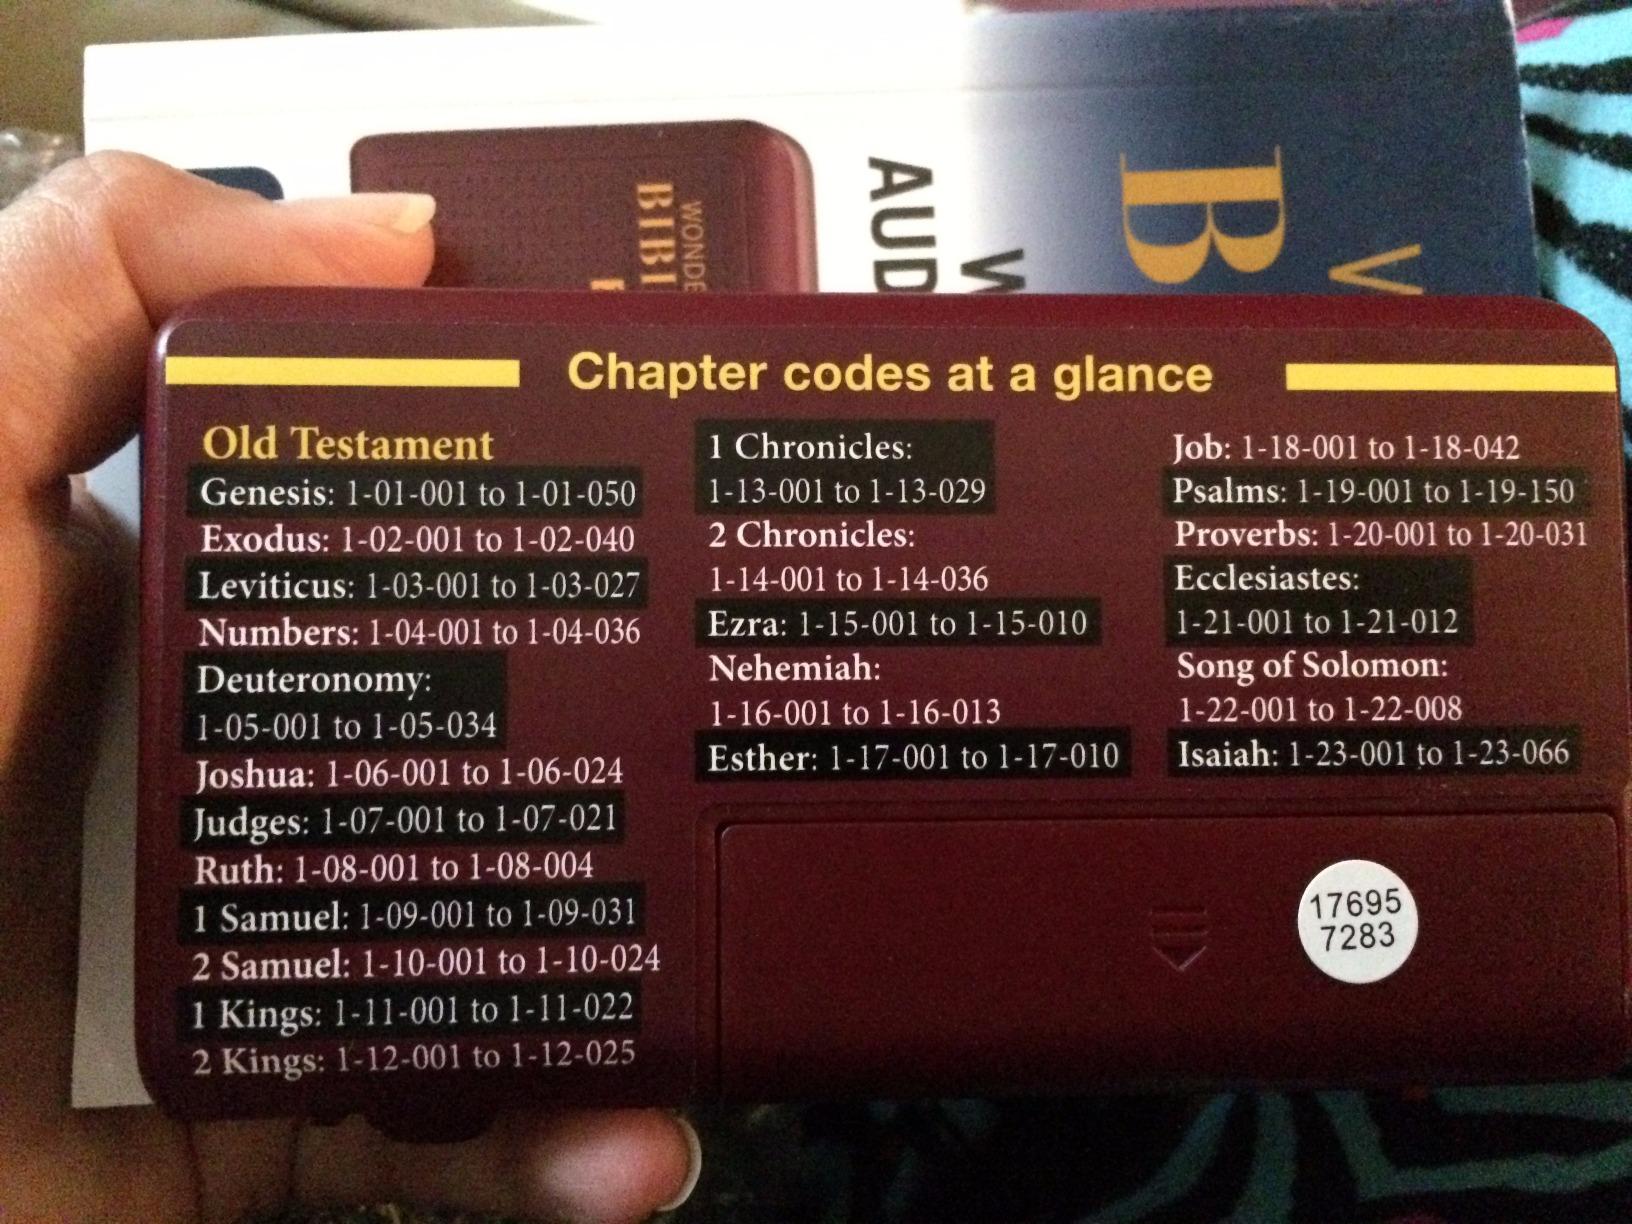 WONDE
BIBL
AUD
W
B
V
Chapter codes at a glance
Old Testament
Genesis: 1-01-001 to 1-01-050
Exodus: 1-02-001 to 1-02-040
Leviticus: 1-03-001 to 1-03-027
Numbers: 1-04-001 to 1-04-036
Deuteronomy:
1-05-001 to 1-05-034
Joshua: 1-06-001 to 1-06-024
Judges: 1-07-001 to 1-07-021
Ruth: 1-08-001 to 1-08-004
1 Samuel: 1-09-001 to 1-09-031
2 Samuel: 1-10-001 to 1-10-024
1 Kings: 1-11-001 to 1-11-022
2 Kings: 1-12-001 to 1-12-025
1 Chronicles:
1-13-001 to 1-13-029
2 Chronicles:
1-14-001 to 1-14-036
Ezra: 1-15-001 to 1-15-010
Nehemiah:
1-16-001 to 1-16-013
Esther: 1-17-001 to 1-17-010
Job: 1-18-001 to 1-18-042
Psalms: 1-19-001 to 1-19-150
Proverbs: 1-20-001 to 1-20-031
Ecclesiastes:
1-21-001 to 1-21-012
Song of Solomon:
1-22-001 to 1-22-008
Isaiah: 1-23-001 to 1-23-066
17695
7283